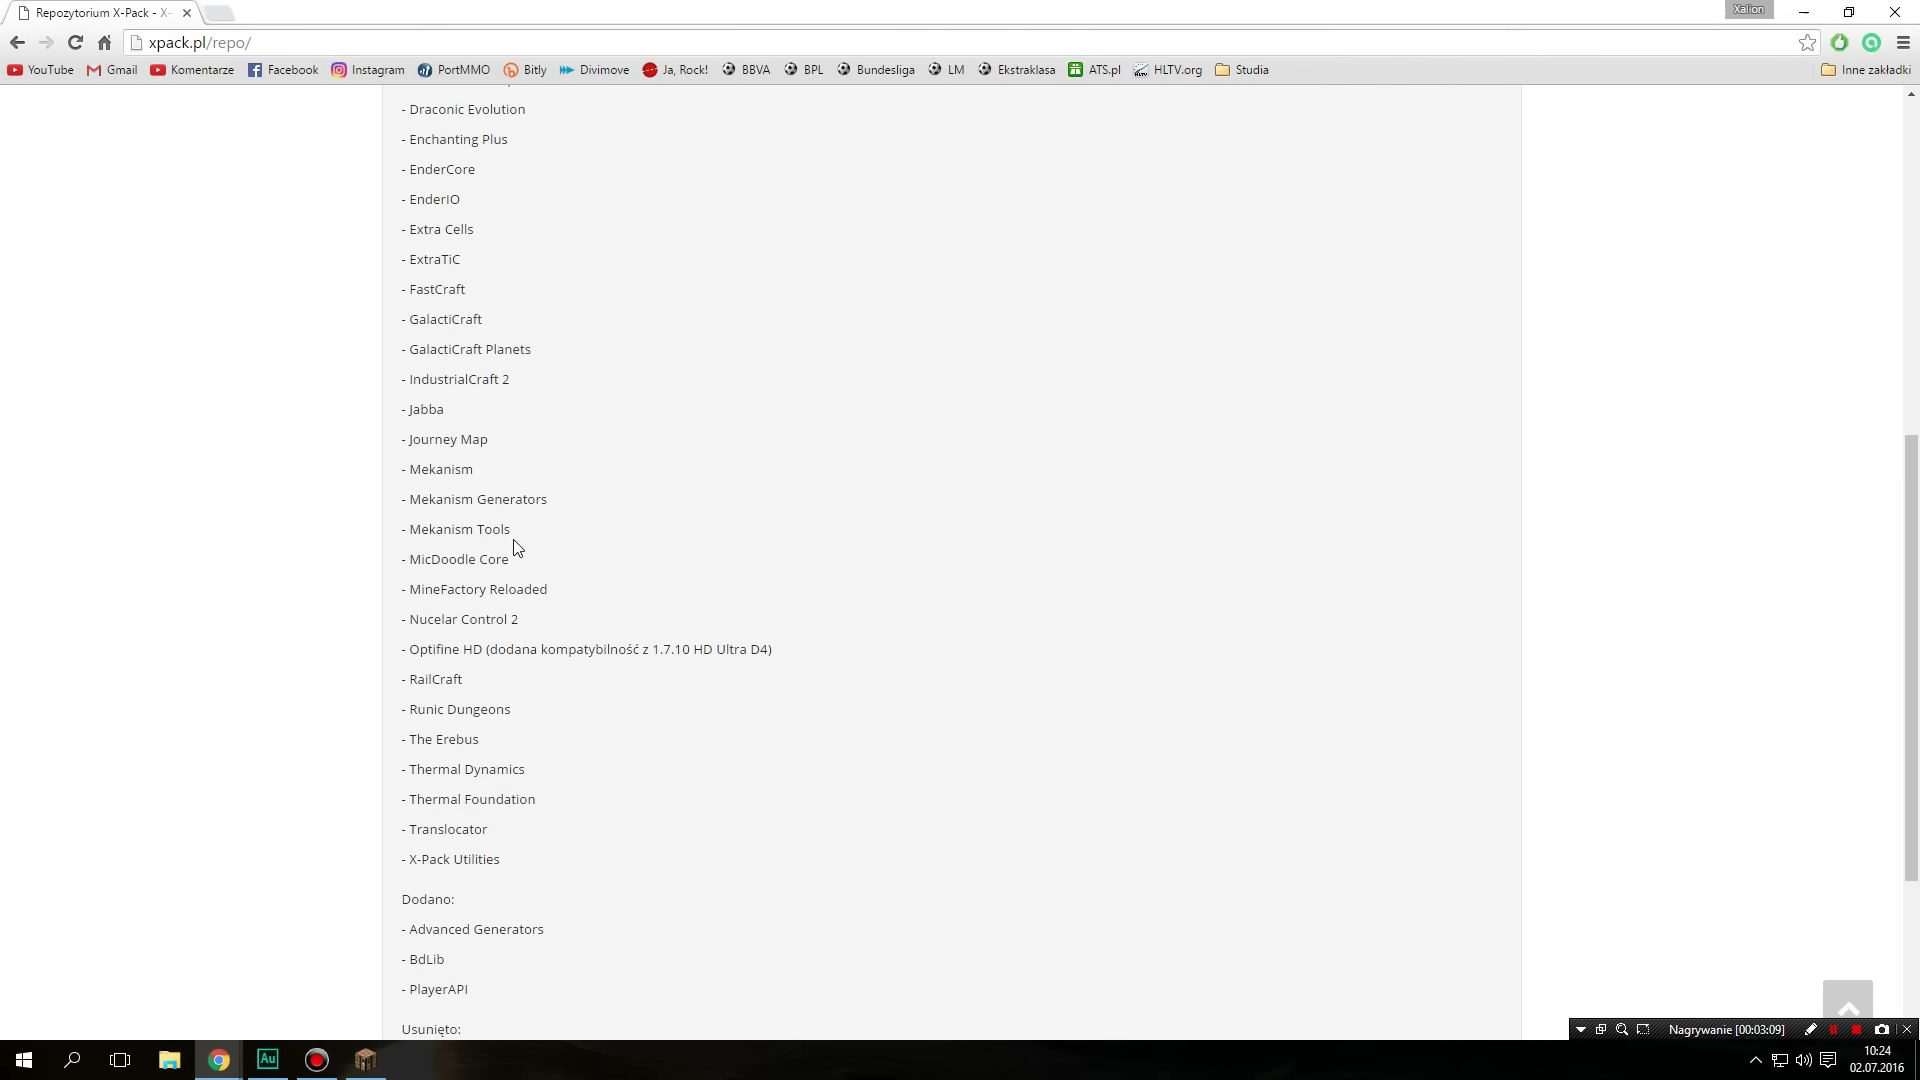 Repozytorium X-Pack - X-
Xalion
xpack.pl/repo/
YouTube Gmail Komentarze Facebook Instagram PortMMO Bitly Divimove Ja, Rock! BBVA BPL Bundesliga LM Ekstraklasa ATS.pl HLTV.org Studia Inne zakładki
- Draconic Evolution
- Enchanting Plus
- EnderCore
- EnderIO
- Extra Cells
- ExtraTiC
- FastCraft
- GalactiCraft
- GalactiCraft Planets
- IndustrialCraft 2
- Jabba
- Journey Map
- Mekanism
- Mekanism Generators
- Mekanism Tools
- MicDoodle Core
- MineFactory Reloaded
- Nucelar Control 2
- Optifine HD (dodana kompatybilność z 1.7.10 HD Ultra D4)
- RailCraft
- Runic Dungeons
- The Erebus
- Thermal Dynamics
- Thermal Foundation
- Translocator
- X-Pack Utilities
Dodano:
- Advanced Generators
- BdLib
- PlayerAPI
Usunięto:
Nagrywanie [00:03:09]
Au
10:24
02.07.2016